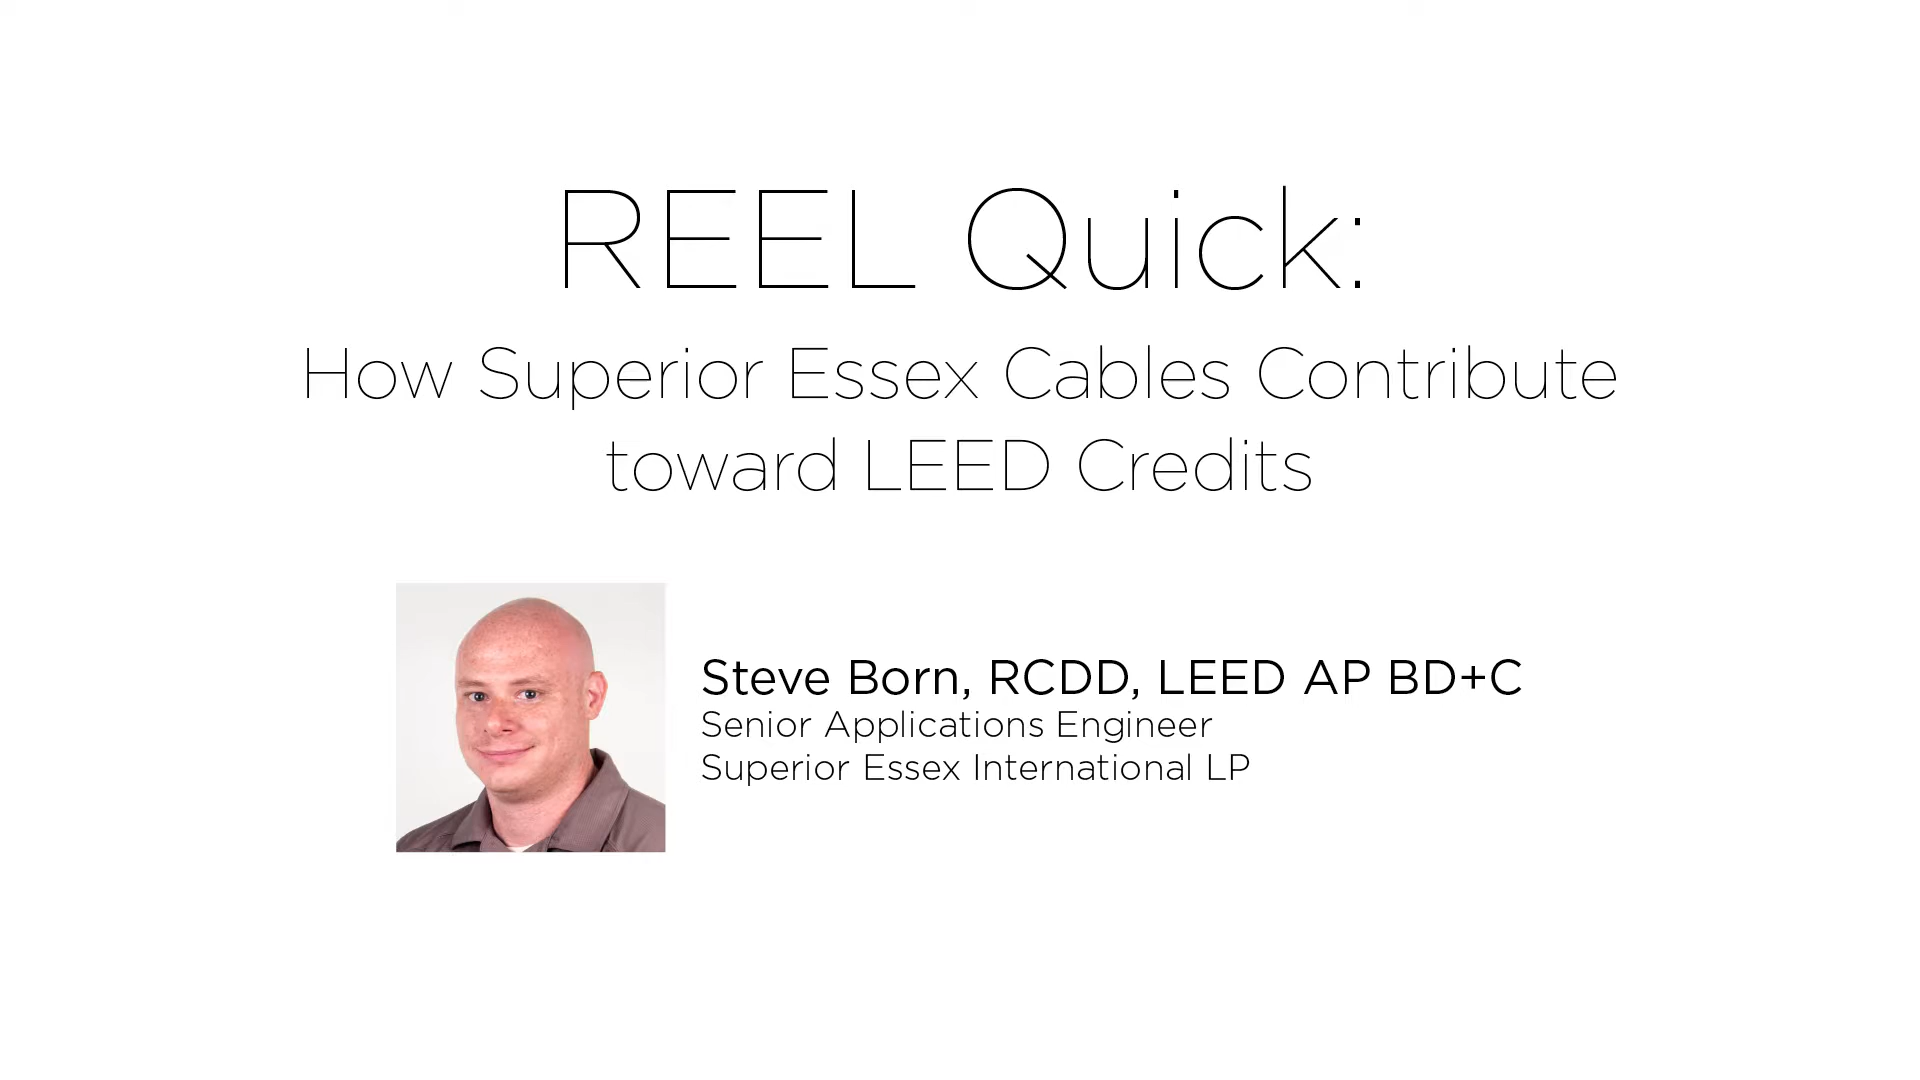 REEL Quick:
How Superior Essex Cables Contribute
toward LEED Credits
Steve Born, RCDD, LEED AP BD+C
Senior Applications Engineer
Superior Essex International LP